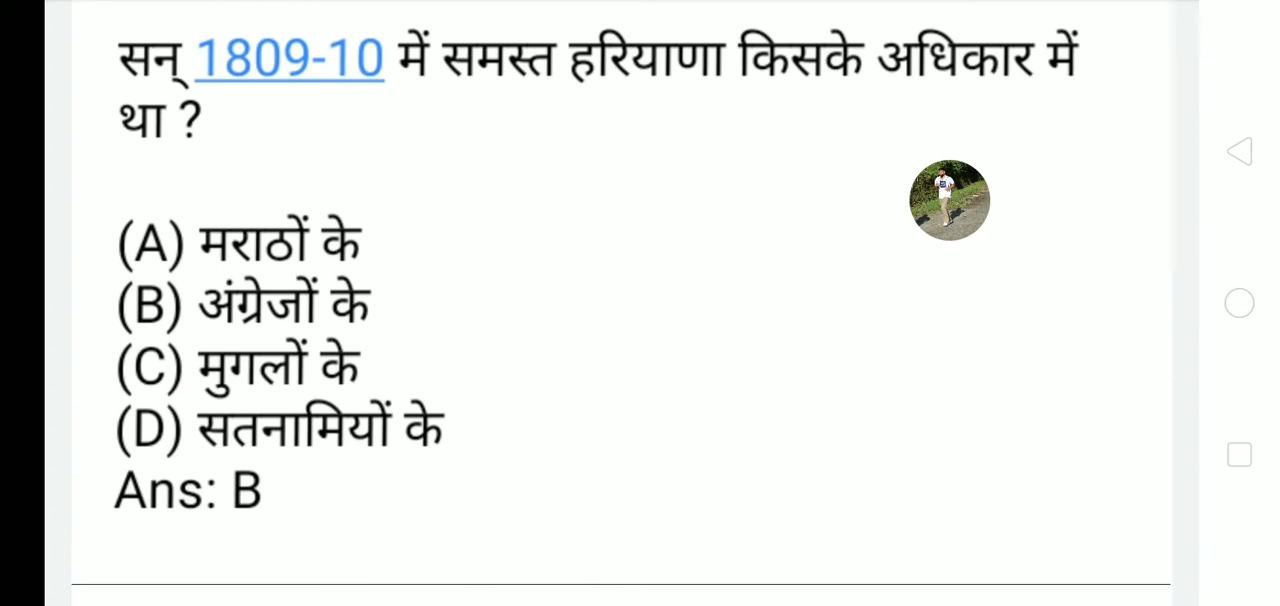 सन् 1809-10 में समस्त हरियाणा किसके अधिकार में
था ?
(A) मराठों के
(B) अंग्रेजों के
(C) मुगलों के
(D) सतनामियों के
Ans: B